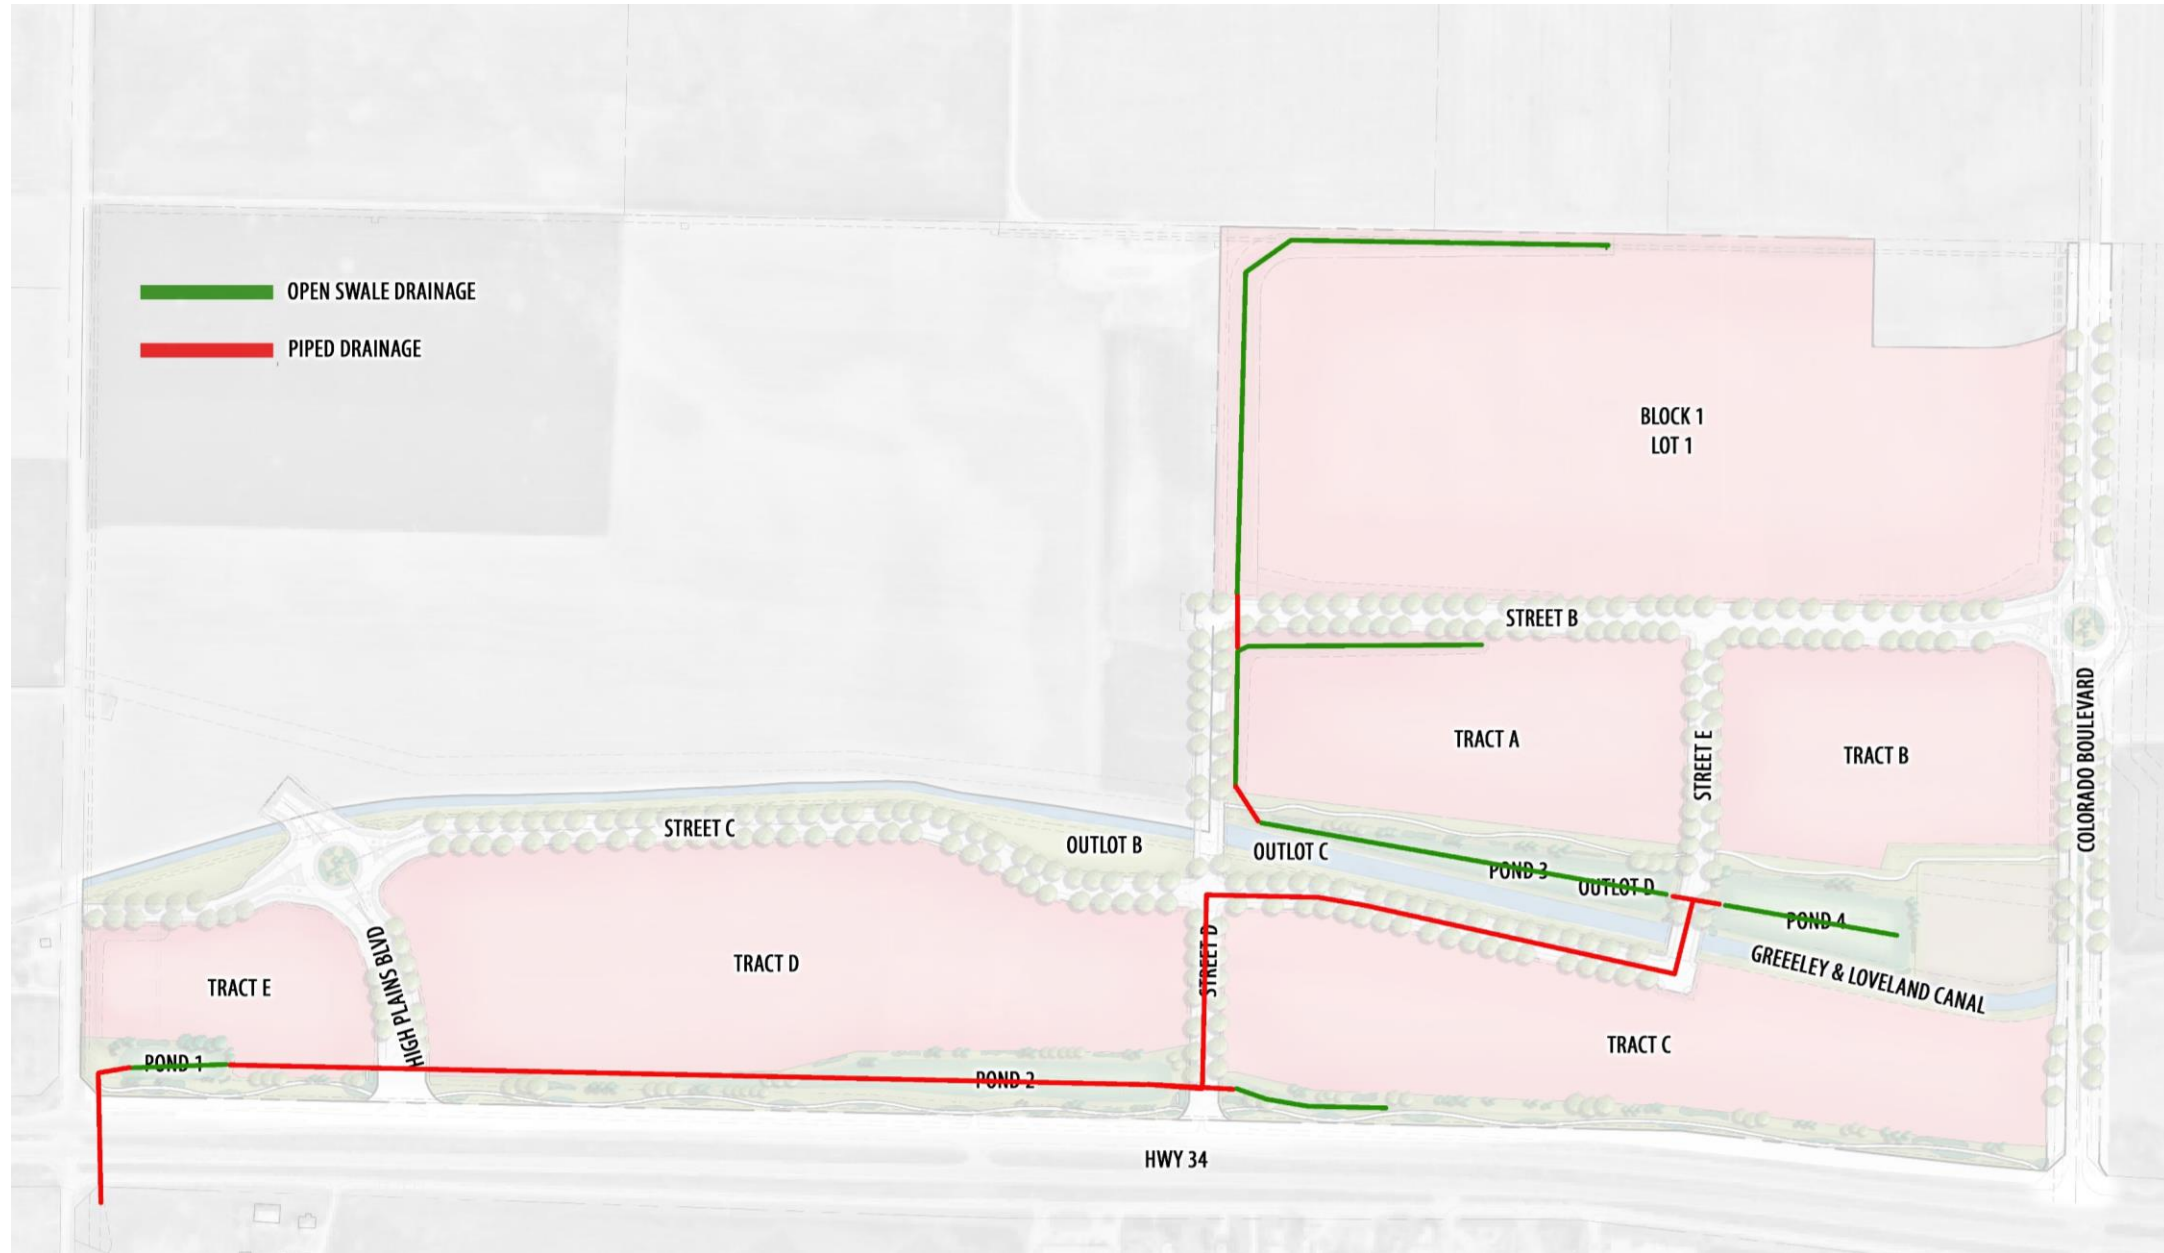 OPEN SWALE DRAINAGE
PIPED DRAINAGE
BLOCK 1
LOT 1
STREET B
TRACT A
STREET E
TRACT B
COLORADO BOULEVARD
STREET C
OUTLOT B
OUTLOT C
POND 3
OUTLOT D
POND 4
GREEELEY & LOVELAND CANAL
TRACT E
HIGH PLAINS BLVD
TRACT D
STREET D
TRACT C
POND 1
POND 2
HWY 34